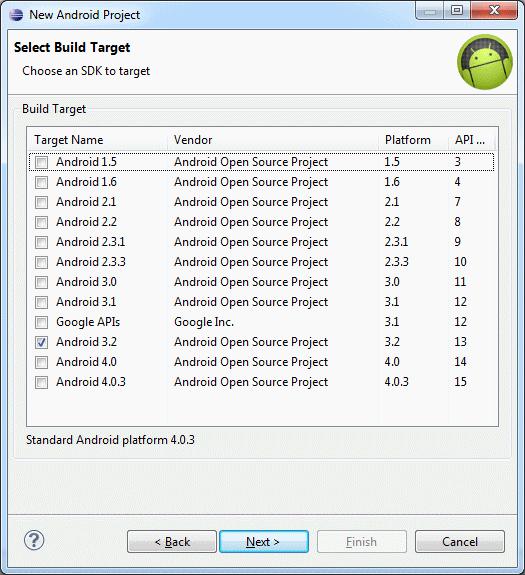 New Android Project
Select Build Target
Choose an SDK to target
Build Target
Target Name Vendor Platform API ...
Android 1.5 Android Open Source Project 1.5 3
Android 1.6 Android Open Source Project 1.6 4
Android 2.1 Android Open Source Project 2.1 7
Android 2.2 Android Open Source Project 2.2 8
Android 2.3.1 Android Open Source Project 2.3.1 9
Android 2.3.3 Android Open Source Project 2.3.3 10
Android 3.0 Android Open Source Project 3.0 11
Android 3.1 Android Open Source Project 3.1 12
Google APIs Google Inc. 3.1 12
Android 3.2 Android Open Source Project 3.2 13
Android 4.0 Android Open Source Project 4.0 14
Android 4.0.3 Android Open Source Project 4.0.3 15
Standard Android platform 4.0.3
? < Back Next > Finish Cancel